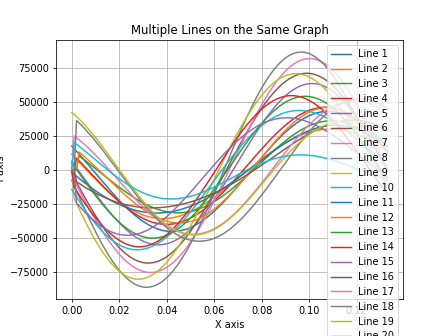 Multiple Lines on the Same Graph
75000
50000
25000
0
−25000
−50000
−75000
0.00
0.02
0.04
0.06
0.08
0.10
X axis
Line 1
Line 2
Line 3
Line 4
Line 5
Line 6
Line 7
Line 8
Line 9
Line 10
Line 11
Line 12
Line 13
Line 14
Line 15
Line 16
Line 17
Line 18
Line 19
Line 20